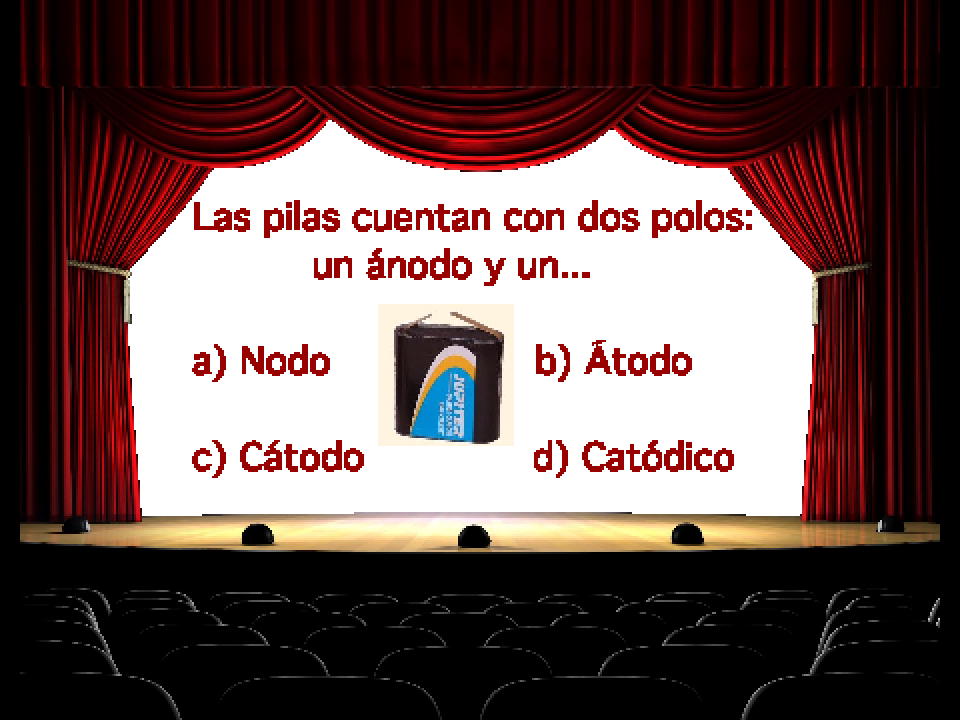 Las pilas cuentan con dos polos:
un ánodo y un...
a) Nodo
b) Átodo
c) Cátodo
d) Catódico